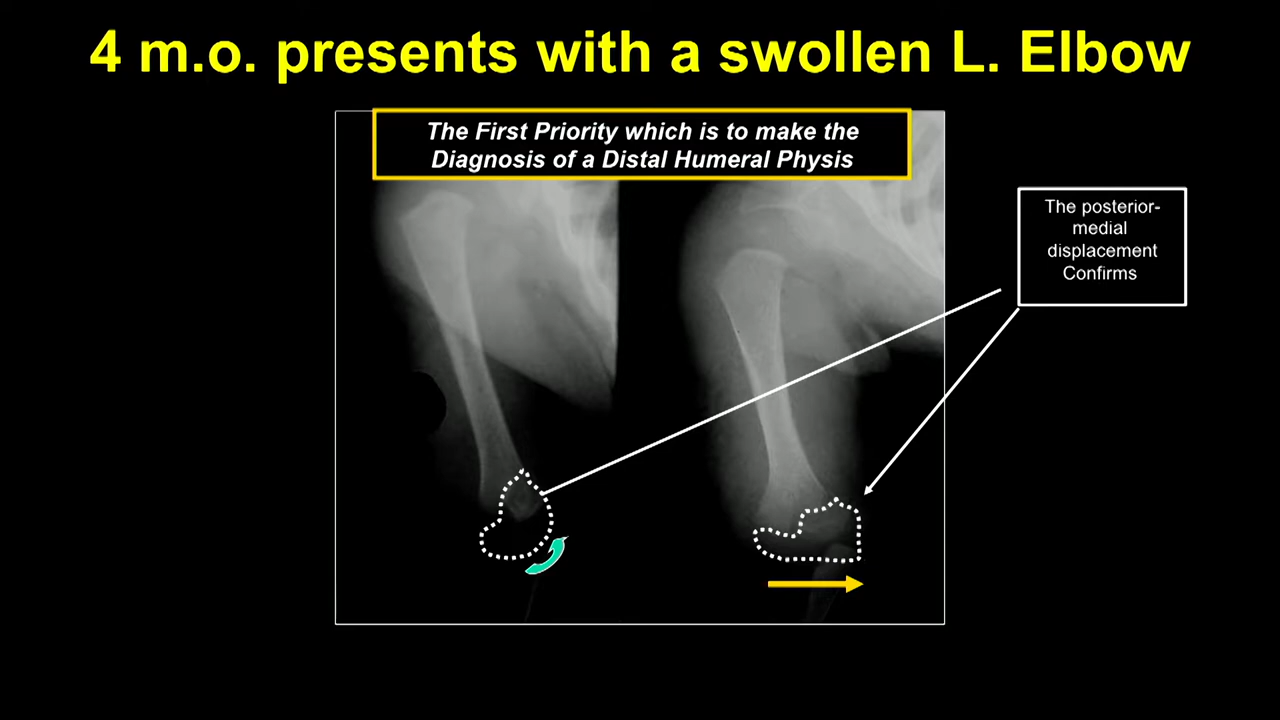 4 m.o. presents with a swollen L. Elbow
The First Priority which is to make the
Diagnosis of a Distal Humeral Physis
The posterior-
medial
displacement
Confirms